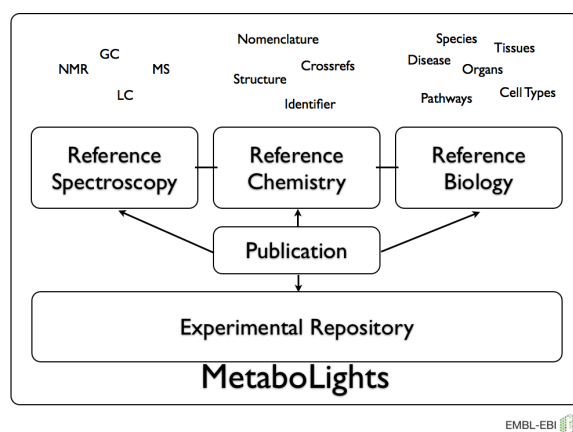 Nomenclature
Species
Tissues
GC
Crossrefs
Disease
Organs
NMR
MS
Structure
LC
Identifier
Pathways
Cell Types
Reference
Spectroscopy
Reference
Chemistry
Reference
Biology
Publication
Experimental Repository
MetaboLights
EMBL-EBI